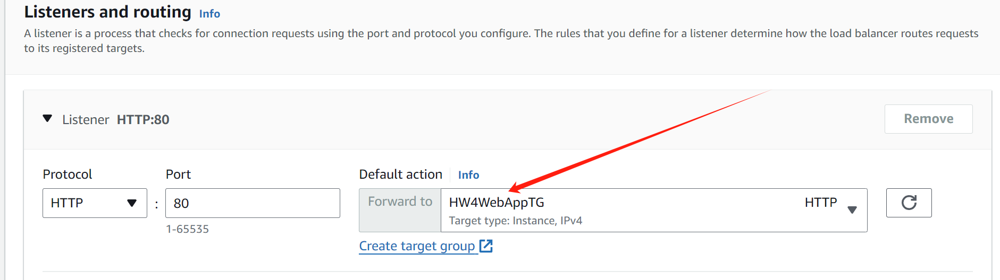 Listeners and routing Info
A listener is a process that checks for connection requests using the port and protocol you configure. The rules that you define for a listener determine how the load balancer routes requests
to its registered targets.
Listener HTTP:80
Remove
Protocol
Port
Default action Info
HTTP
:
80
Forward to
HW4WebAppTG
HTTP
Target type: Instance, IPv4
1-65535
Create target group